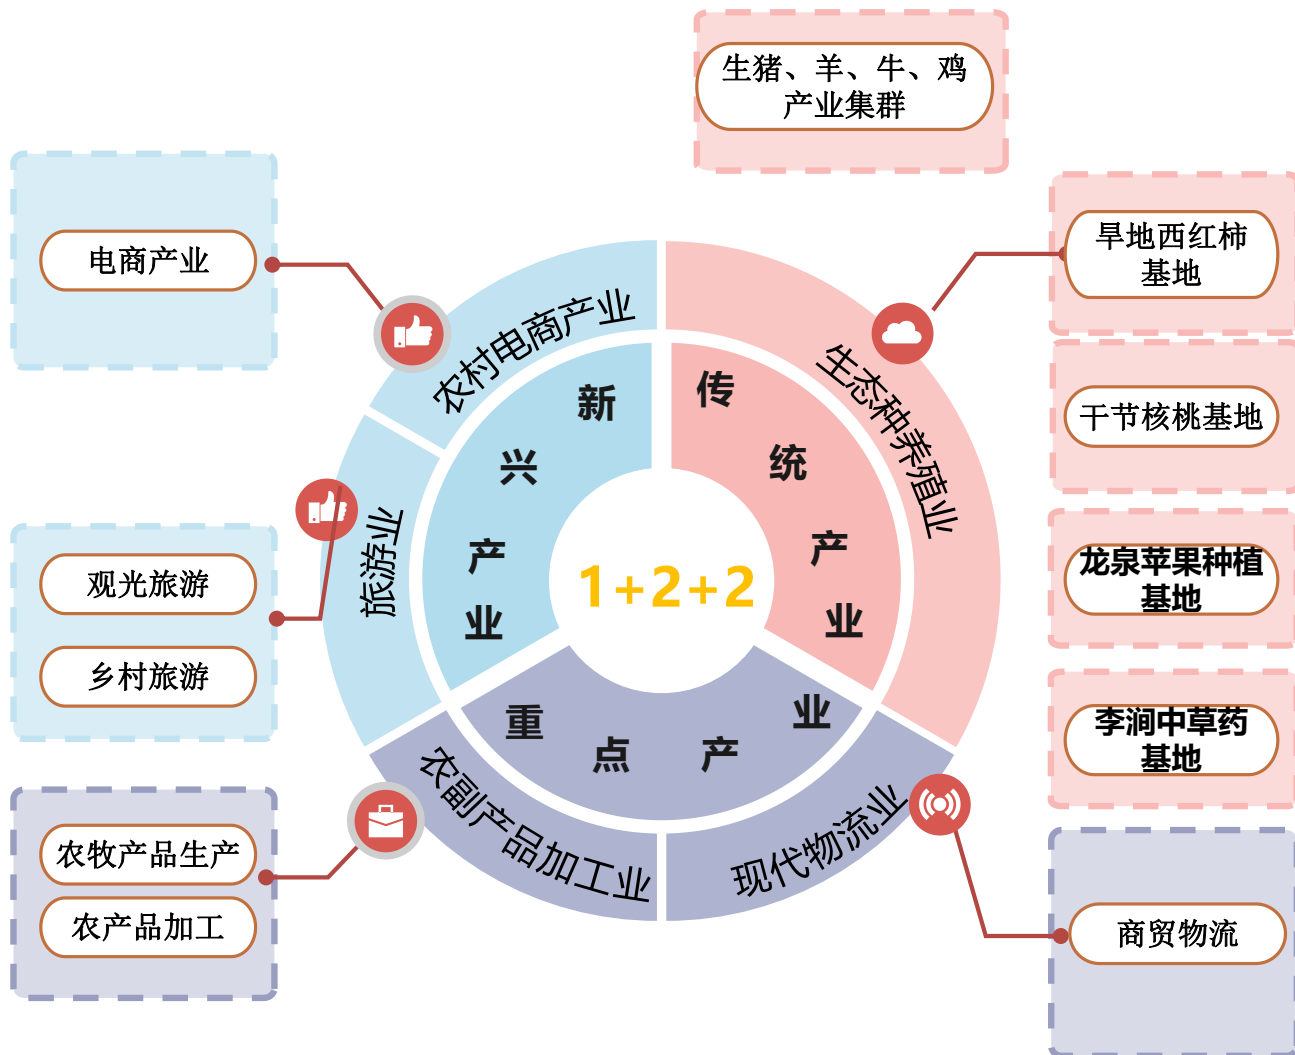 生猪、羊、牛、鸡
产业集群
电商产业
旱地西红柿
基地
干节核桃基地
龙泉苹果种植
基地
李涧中草药
基地
观光旅游
乡村旅游
农牧产品生产
农产品加工
商贸物流
农村电商产业
旅游业
生态种养殖业
农副产品加工业
现代物流业
新兴产业
传统产业
重点产业
1+2+2